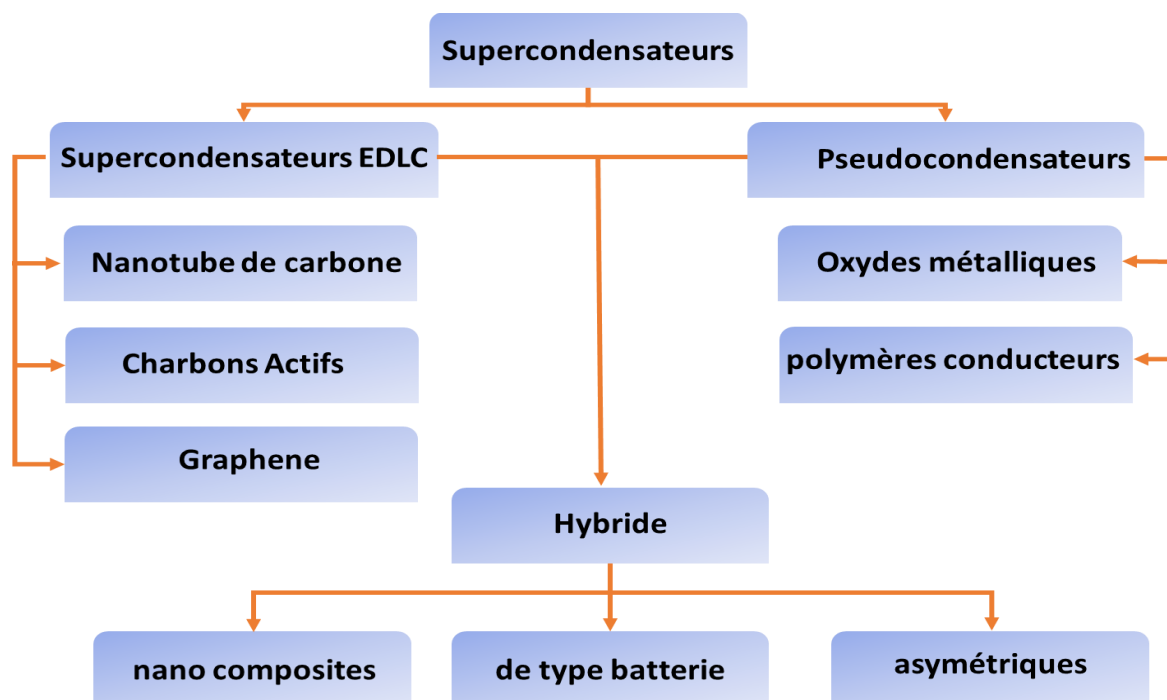 Supercondensateurs
Supercondensateurs EDLC
Pseudocondensateurs
Nanotube de carbone
Oxydes métalliques
Charbons Actifs
polymères conducteurs
Graphene
Hybride
nano composites
de type batterie
asymétriques